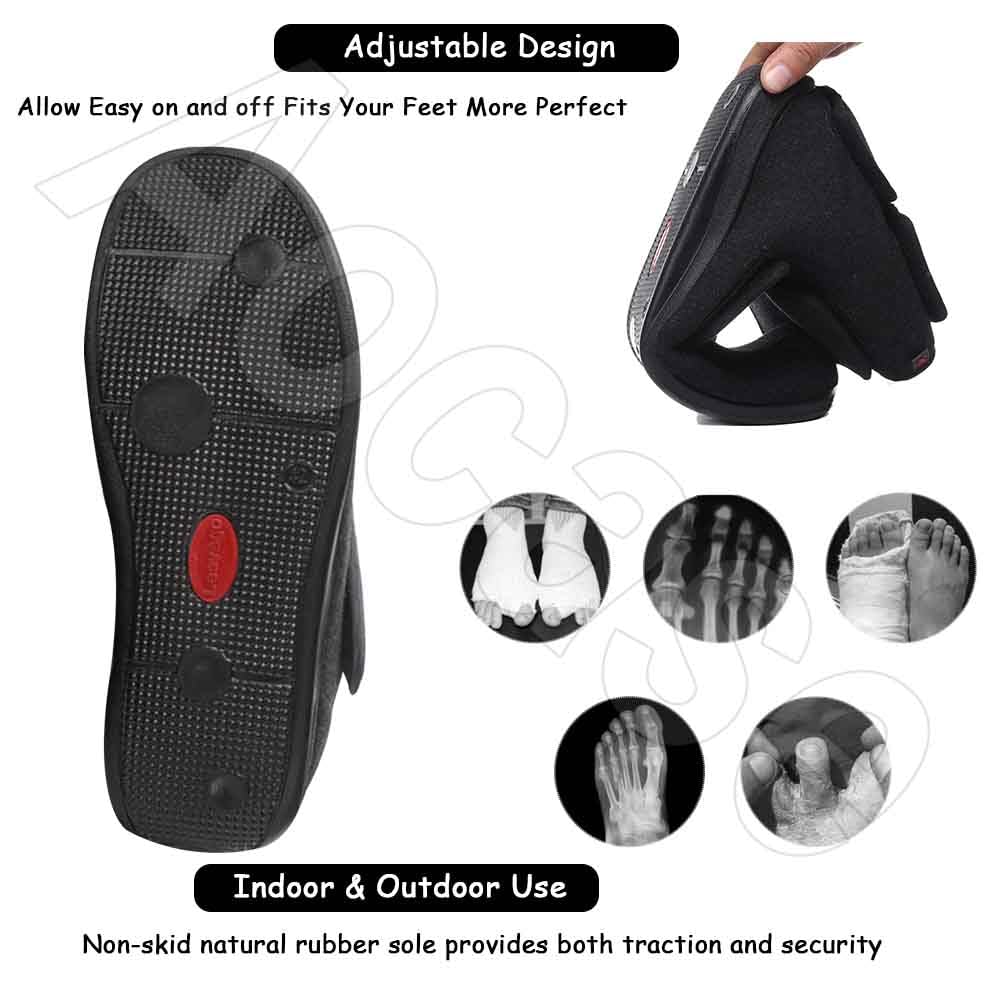 Adjustable Design
Allow Easy on and off Fits Your Feet More Perfect
Indoor & Outdoor Use
Non-skid natural rubber sole provides both traction and security